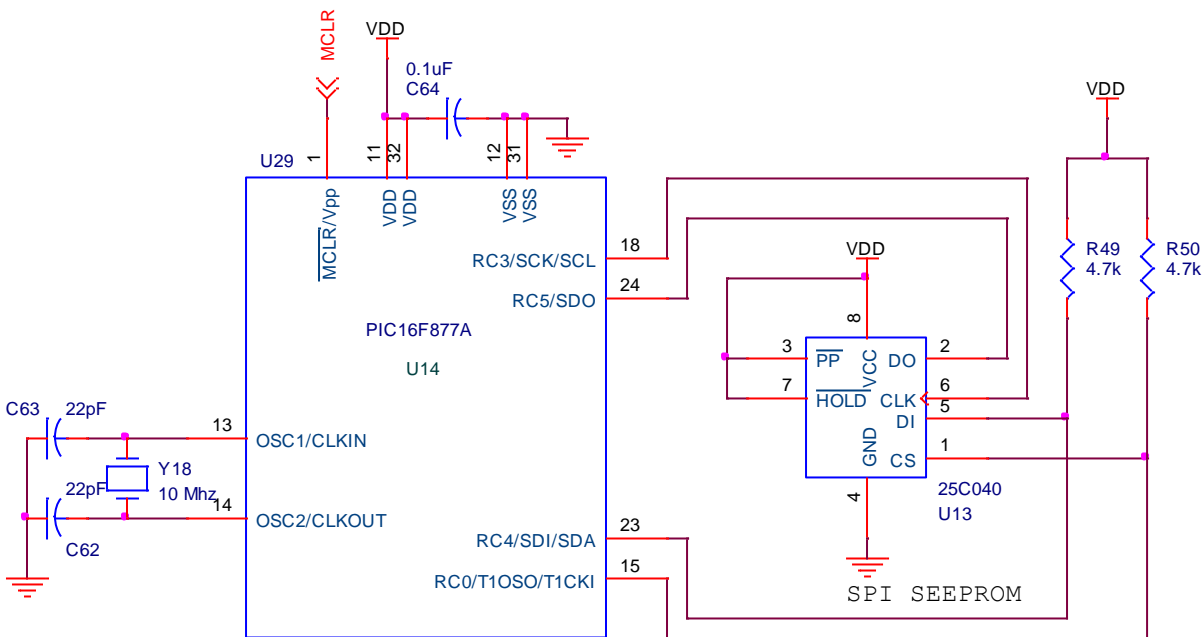 MCLR
VDD
0.1uF
C64
VDD
U29
1
11
32
12
31
MCLR/Vpp
VDD
VDD
VSS
VSS
18
RC3/SCK/SCL
24
RC5/SDO
PIC16F877A
U14
VDD
R49
4.7k
R50
4.7k
8
3
PP
VCC
DO
2
7
HOLD
CLK
6
DI
5
GND
CS
1
4
25C040
U13
C63
22pF
13
OSC1/CLKIN
Y18
10 Mhz
22pF
14
OSC2/CLKOUT
C62
23
RC4/SDI/SDA
15
RC0/T1OSO/T1CKI
SPI SEEPROM